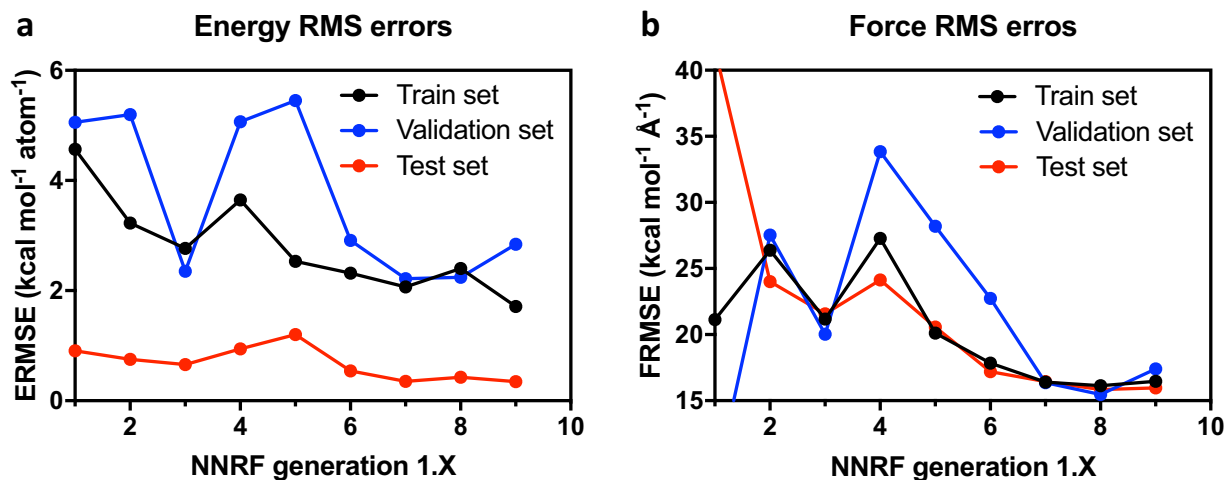 a Energy RMS errors
6
4
2
0
ERMSE (kcal mol⁻¹ atom⁻¹)
Train set
Validation set
Test set
2 4 6 8 10
NNRF generation 1.X
b Force RMS erros
40
35
30
25
20
15
FRMSE (kcal mol⁻¹ Å⁻¹)
Train set
Validation set
Test set
2 4 6 8 10
NNRF generation 1.X